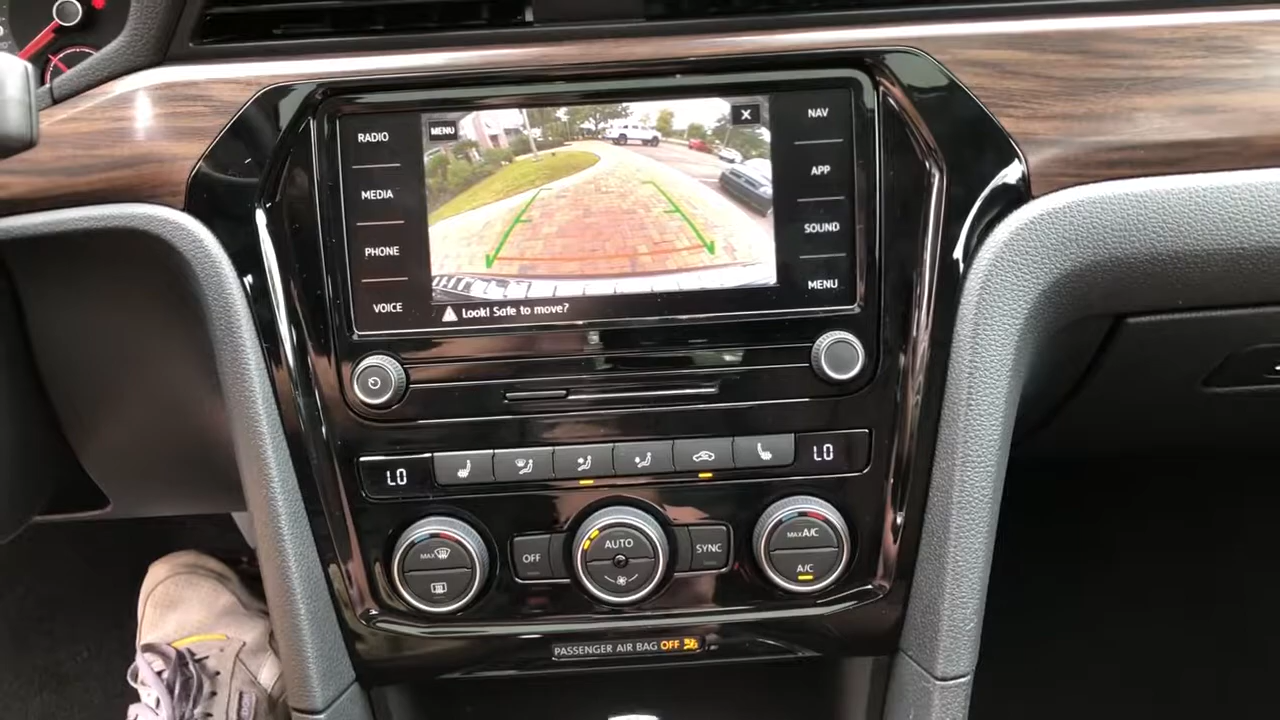 RADIO
MEDIA
PHONE
VOICE
MENU
X
NAV
APP
SOUND
MENU
Look! Safe to move?
LO
LO
MAX
OFF
AUTO
SYNC
MAX A/C
A/C
PASSENGER AIR BAG OFF